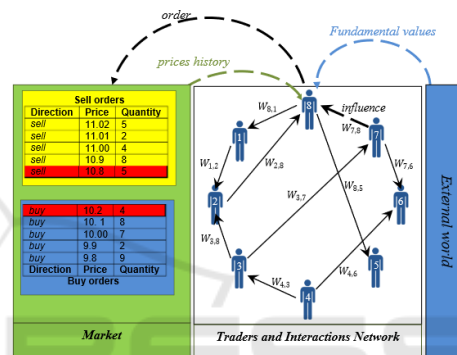 order
prices history
Fundamental values
Sell orders
Direction Price Quantity
sell 11.02 5
sell 11.01 2
sell 11.00 4
sell 10.9 8
sell 10.8 5
buy 10.2 4
buy 10.1 8
buy 10.00 7
buy 9.9 2
buy 9.8 9
Direction Price Quantity
Buy orders
Market
8
influence
W8,1
W7,8
7
1
W1,2
W2,8
W7,6
W3,7
W8,5
2
6
W3,8
3
5
W4,3
4
W4,6
Traders and Interactions Network
External world